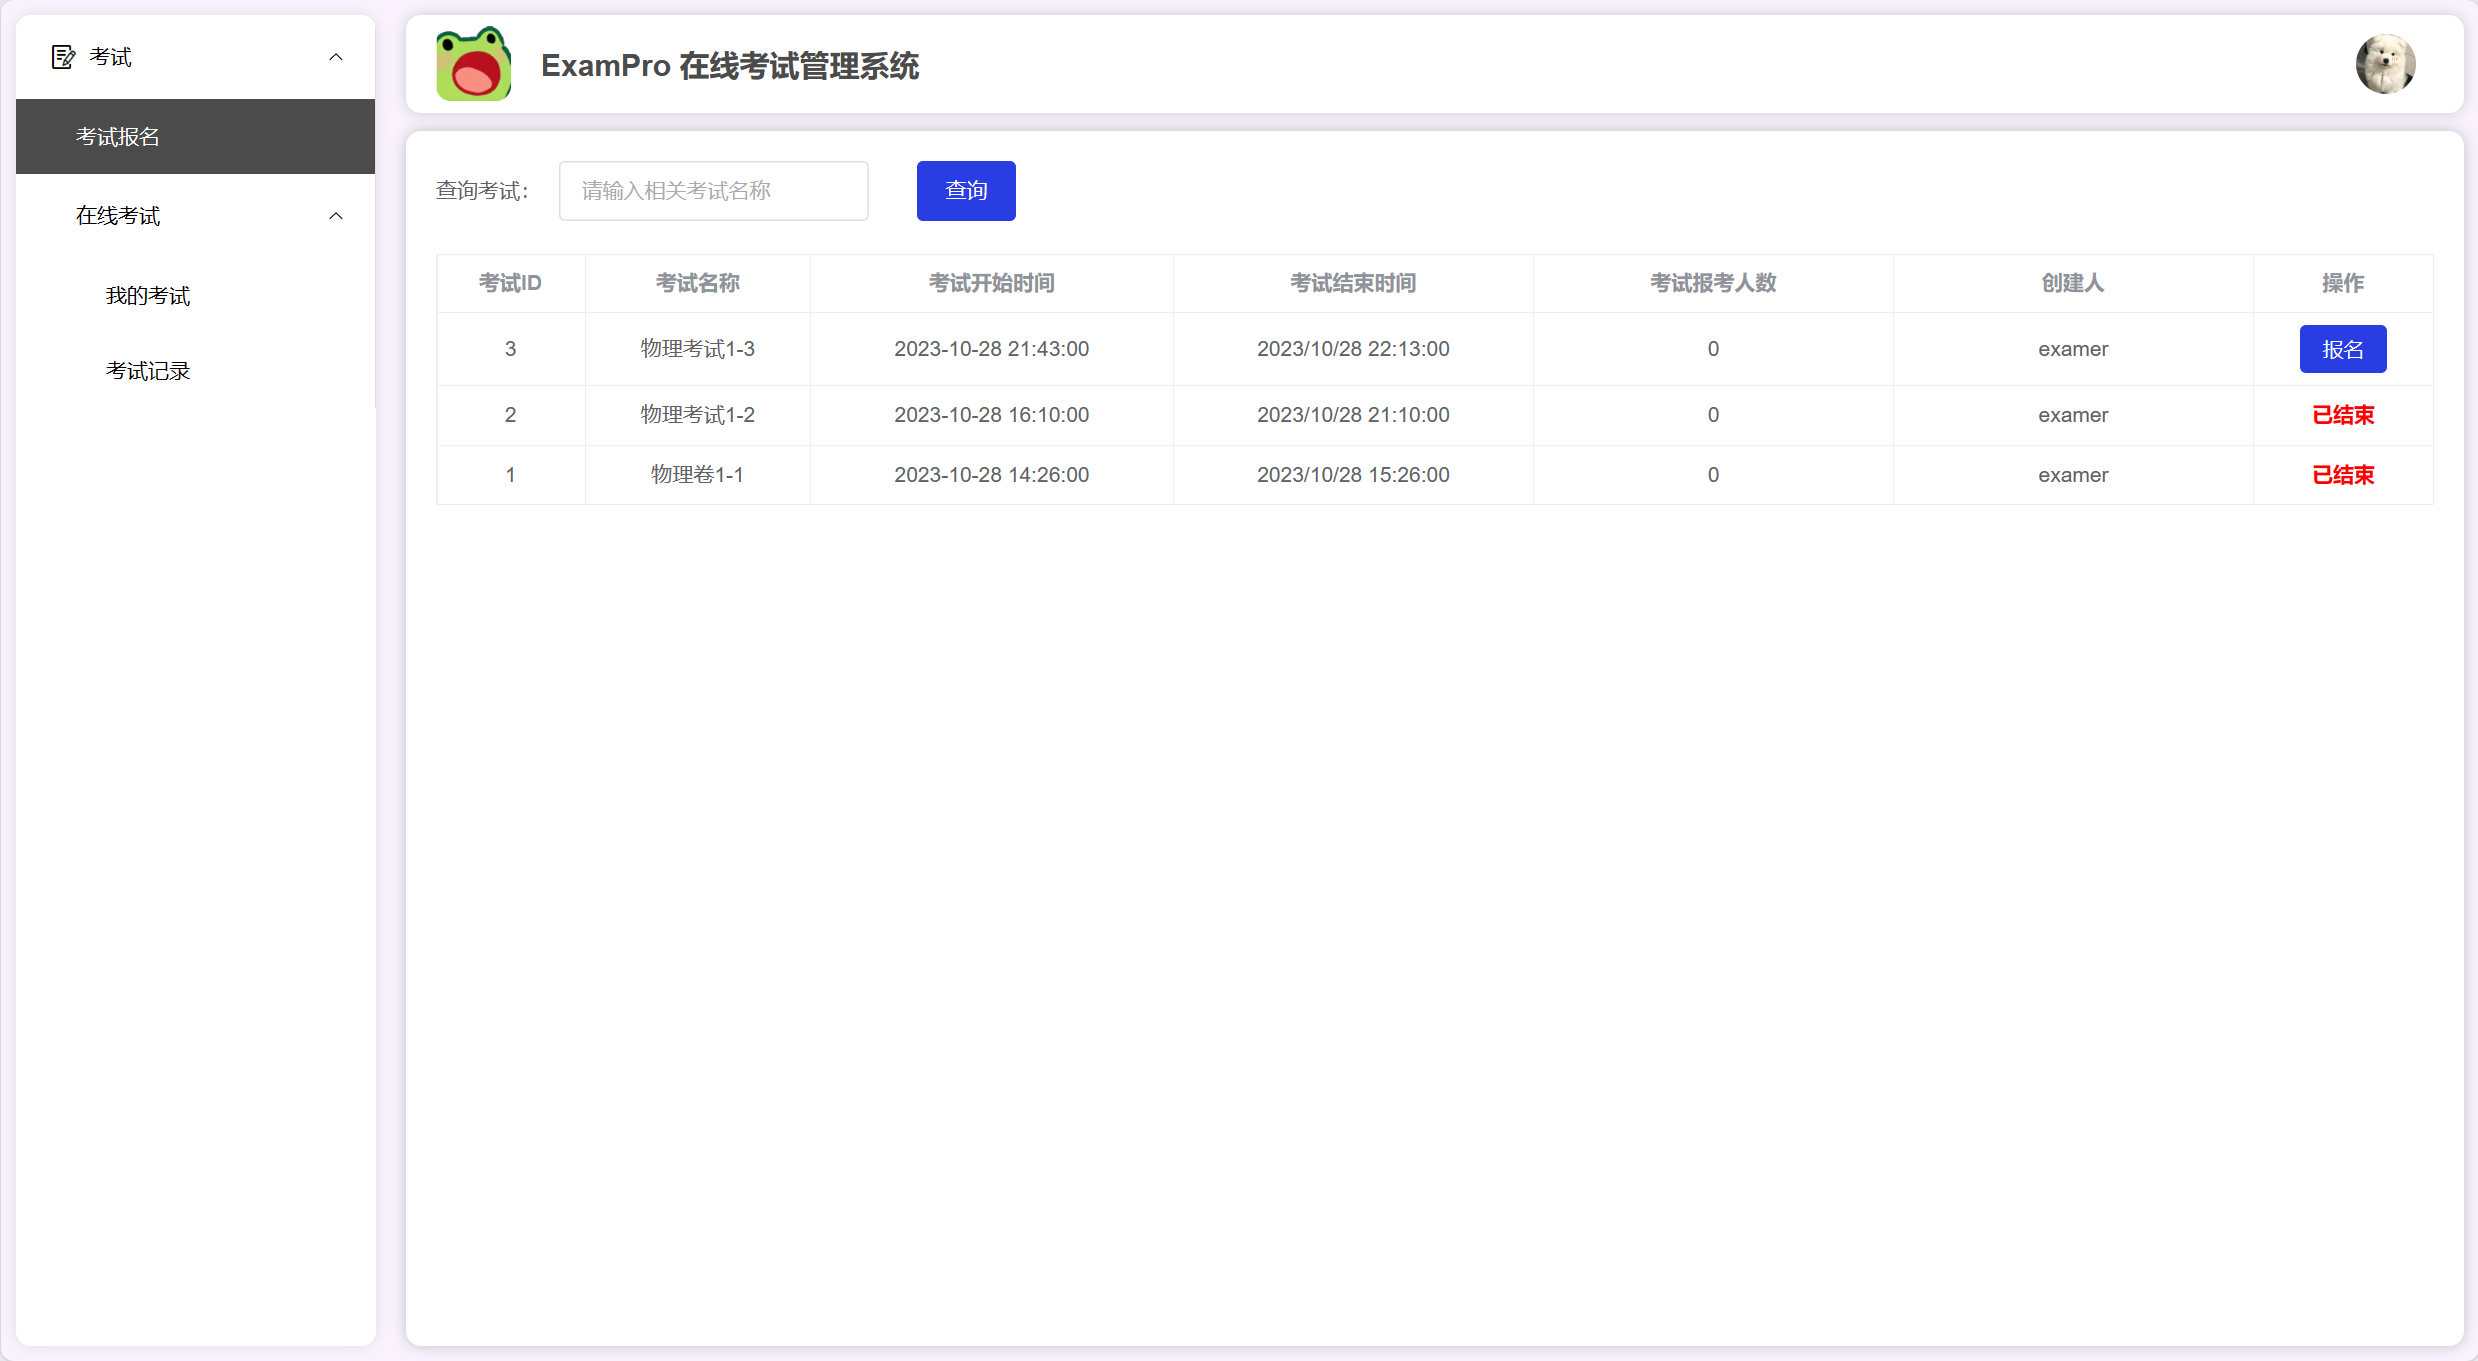 考试
考试报名
在线考试
我的考试
考试记录
ExamPro 在线考试管理系统
查询考试： 请输入相关考试名称 查询
考试ID 考试名称 考试开始时间 考试结束时间 考试报考人数 创建人 操作
3 物理考试1-3 2023-10-28 21:43:00 2023/10/28 22:13:00 0 examer 报名
2 物理考试1-2 2023-10-28 16:10:00 2023/10/28 21:10:00 0 examer 已结束
1 物理卷1-1 2023-10-28 14:26:00 2023/10/28 15:26:00 0 examer 已结束